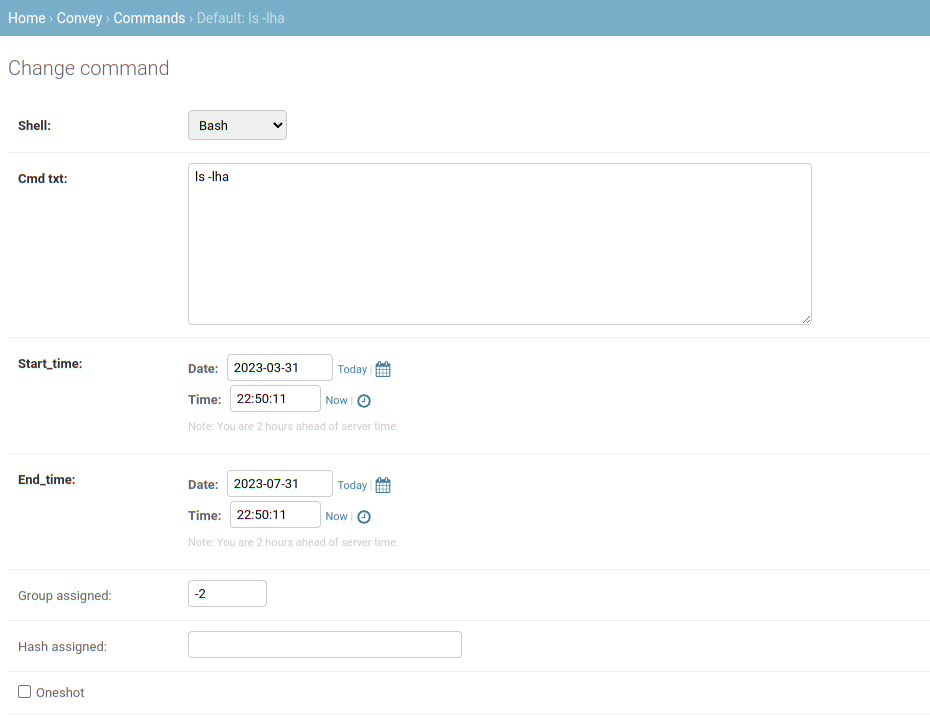 Home › Convey › Commands › Default: ls -lha
Change command
Shell: Bash
Cmd txt: ls -lha
Start_time: Date: 2023-03-31 Today |
Time: 22:50:11 Now |
Note: You are 2 hours ahead of server time.
End_time: Date: 2023-07-31 Today |
Time: 22:50:11 Now |
Note: You are 2 hours ahead of server time.
Group assigned: -2
Hash assigned:
Oneshot